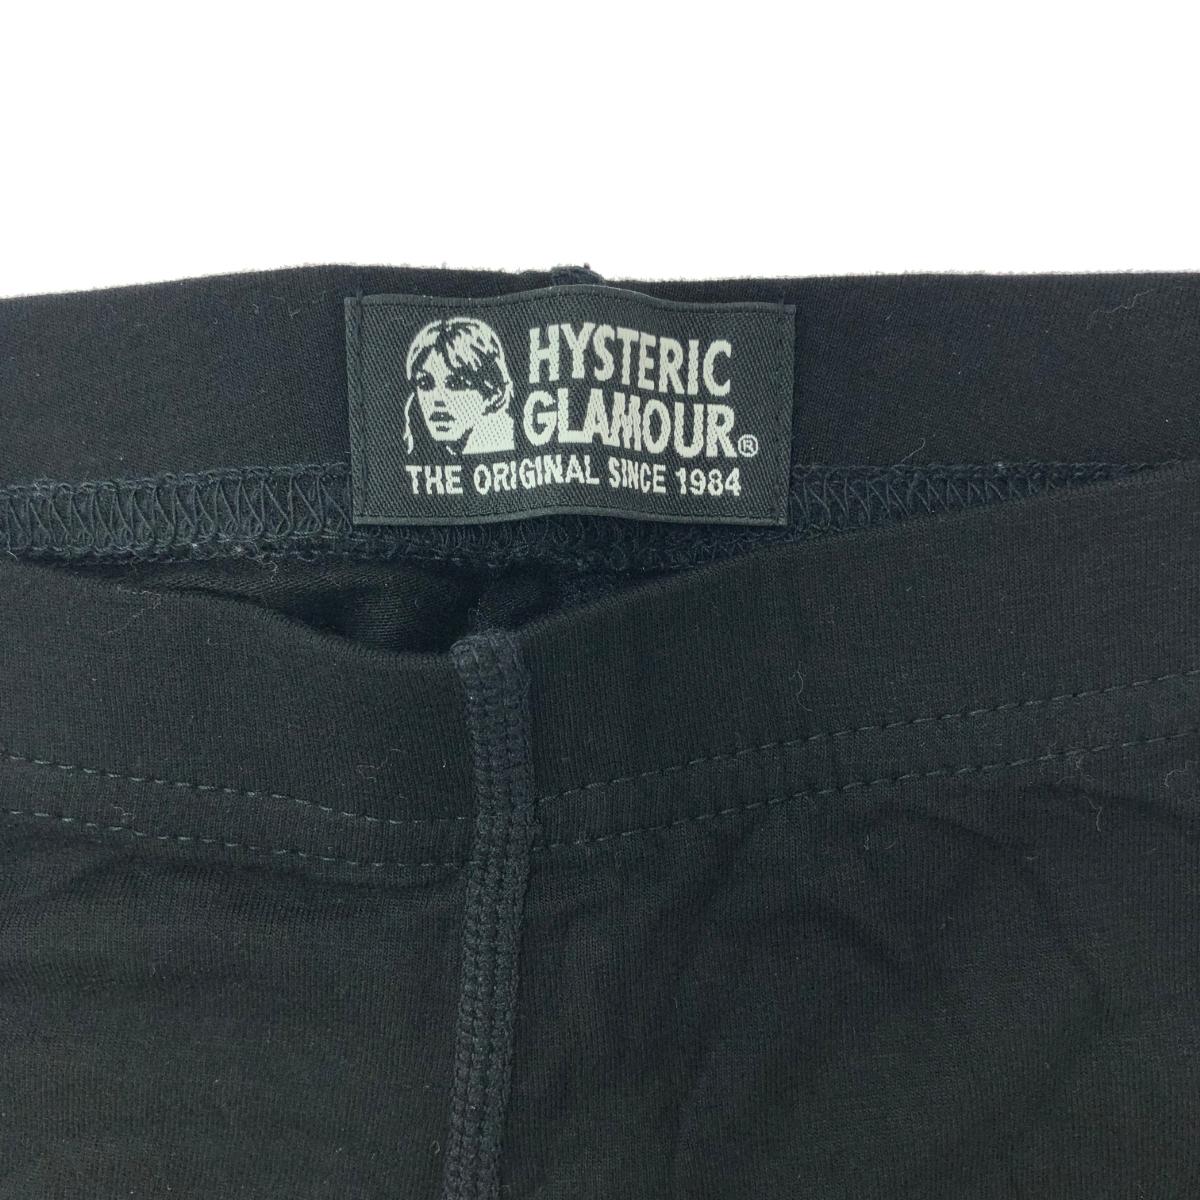 HYSTERIC
GLAMOUR®
THE ORIGINAL SINCE 1984